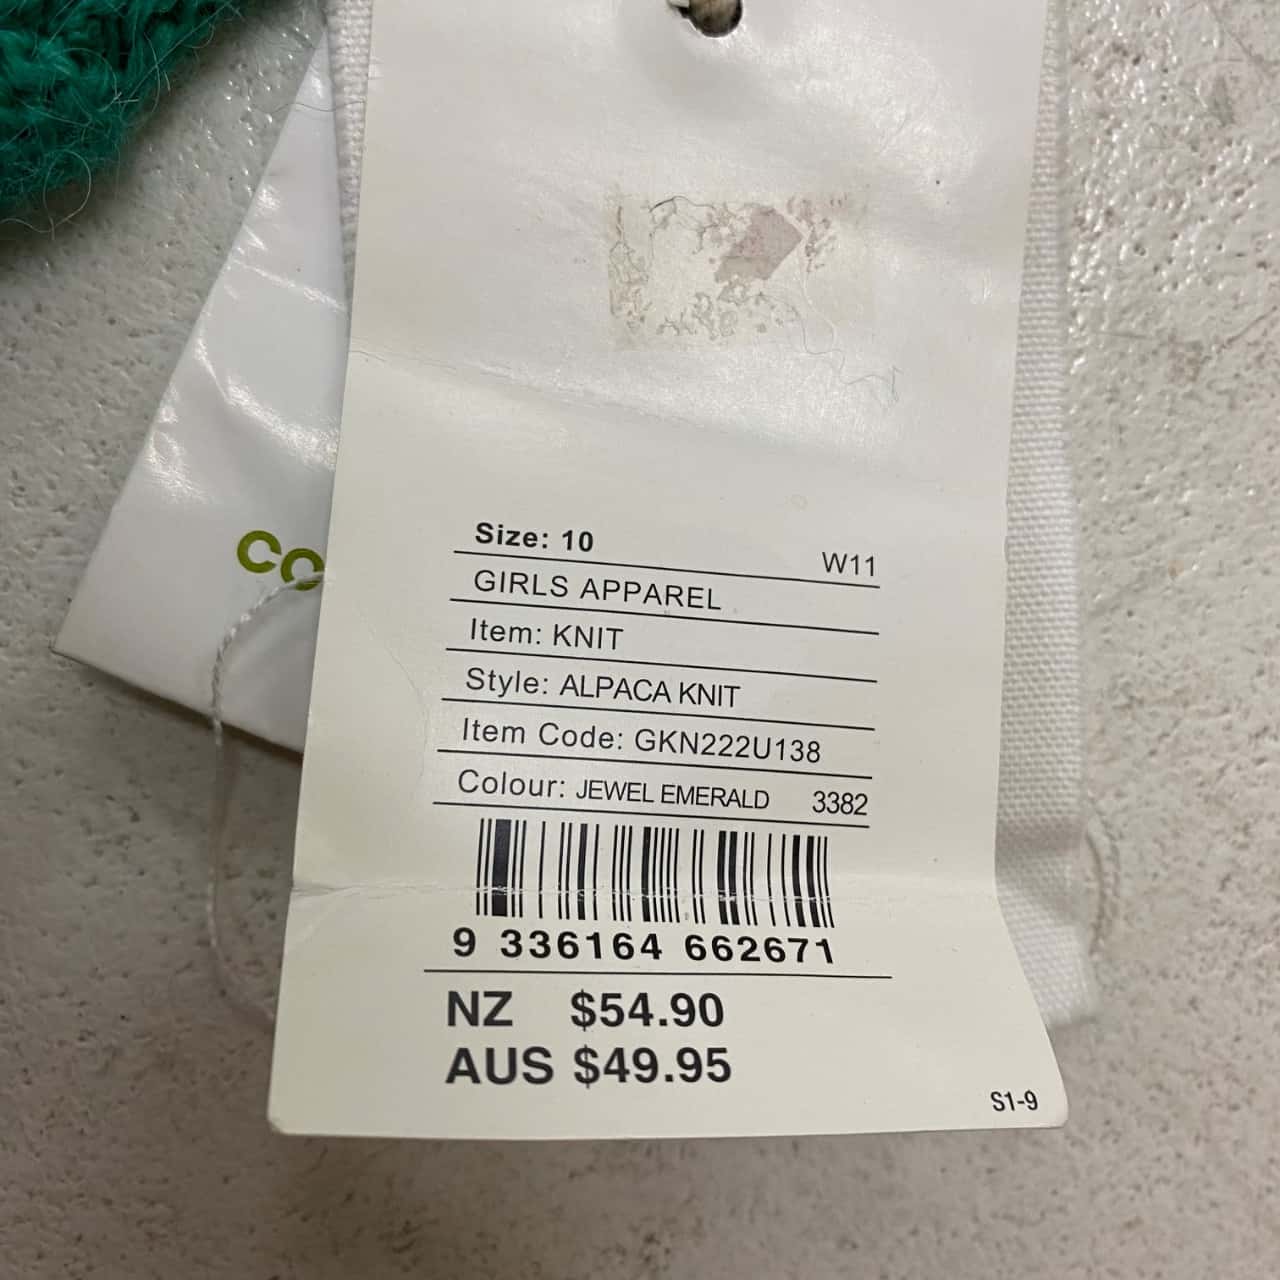 Size: 10 W11
GIRLS APPAREL
Item: KNIT
Style: ALPACA KNIT
Item Code: GKN222U138
Colour: JEWEL EMERALD 3382
9 336164 662671
NZ $54.90
AUS $49.95
S1-9
co